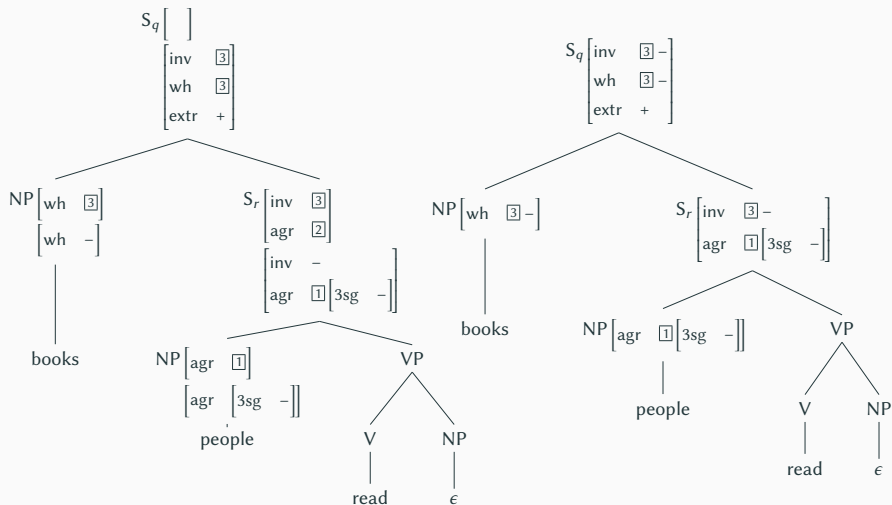 S_q [ ]
[inv 3
wh 3
extr +]
NP [wh 3]
[wh –]
books
S_r [inv 3
agr 2]
[inv –
agr 1 [3sg –]]
NP [agr 1]
[agr [3sg –]]
people
VP
V NP
read ϵ
S_q [inv 3 –
wh 3 –
extr +]
NP [wh 3 –]
books
S_r [inv 3 –
agr 1 [3sg –]]
NP [agr 1 [3sg –]]
people
VP
V NP
read ϵ